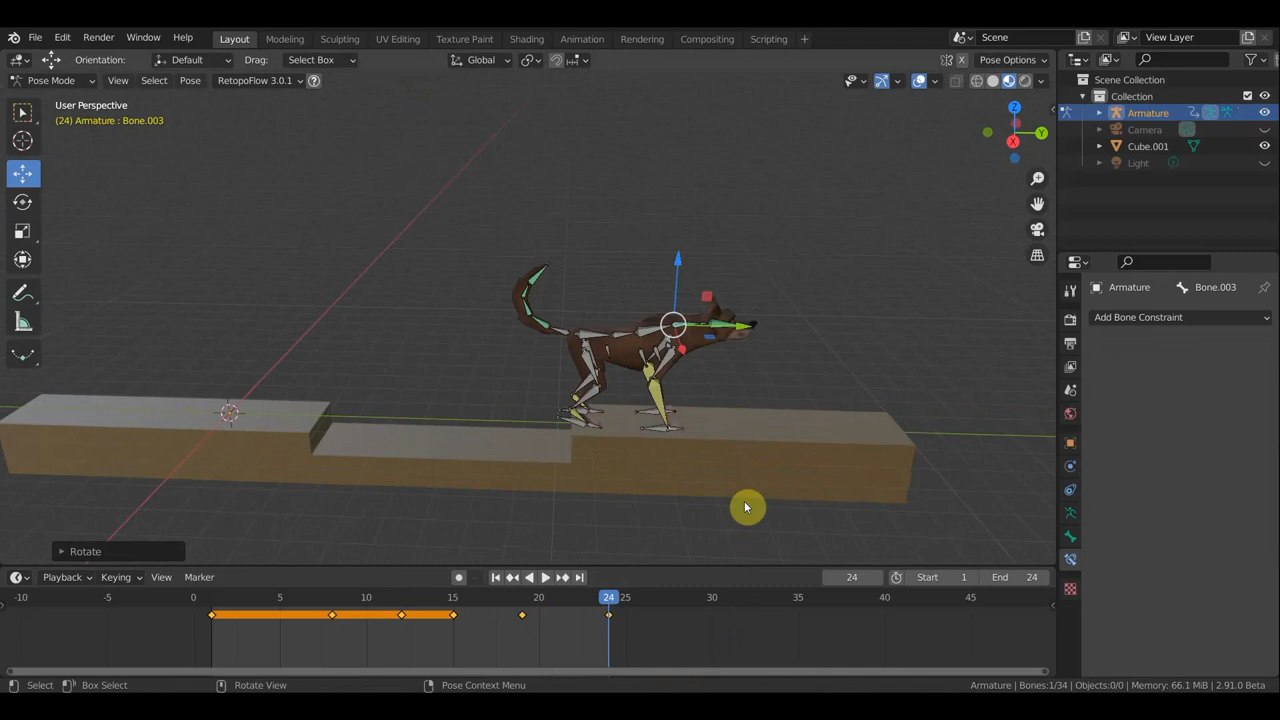 File Edit Render Window Help Layout Modeling Sculpting UV Editing Texture Paint Shading Animation Rendering Compositing Scripting + Scene View Layer
Orientation: Default Drag: Select Box Global X Pose Options
Pose Mode View Select Pose RetopoFlow 3.0.1 ?
User Perspective
(24) Armature : Bone.003
Z
Y
X
Scene Collection
Collection
Armature
Camera
Cube.001
Light
Armature Bone.003
Add Bone Constraint
Rotate
Playback Keying View Marker 24 Start 1 End 24
-10 -5 0 5 10 15 20 24 25 30 35 40 45
Select Box Select Rotate View Pose Context Menu Armature | Bones:1/34 | Objects:0/0 | Memory: 66.1 MiB | 2.91.0 Beta